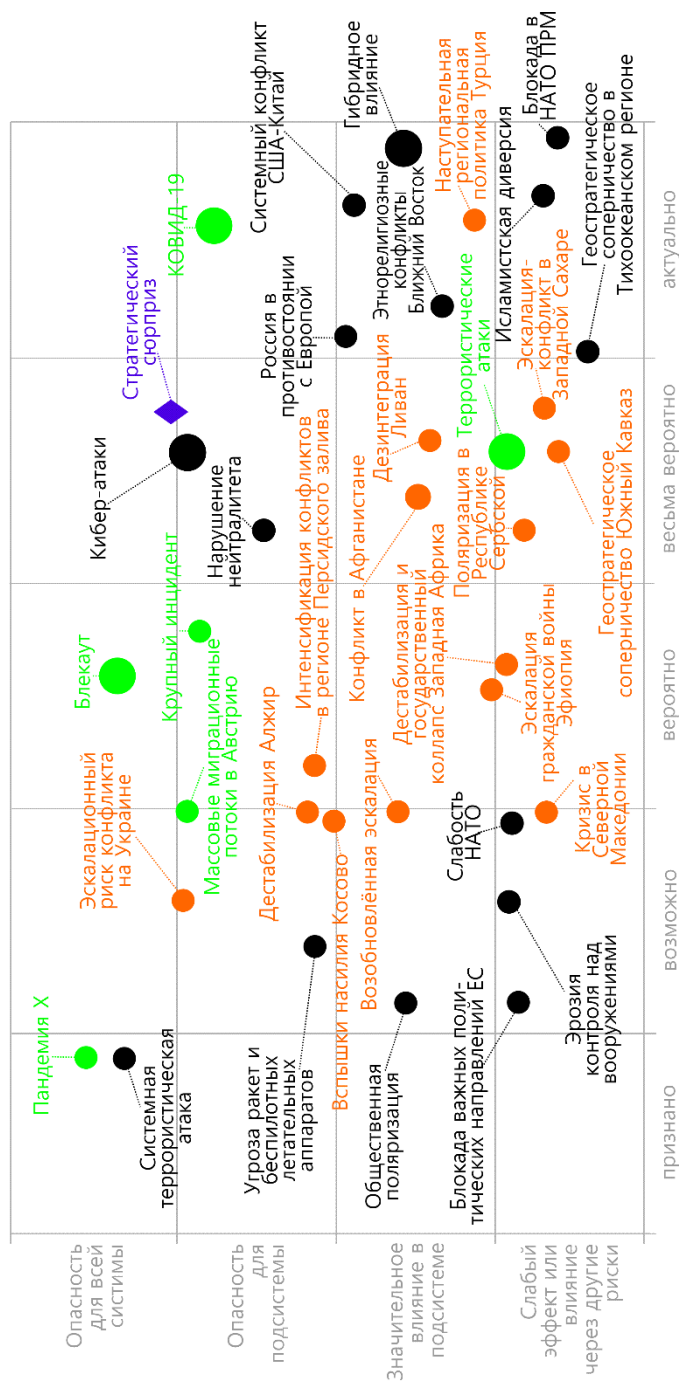 Опасность
для всей
систимы
Опасность
для
подсистемы
Значительное
влияние в
подсистеме
Слабый
эффект или
влияние
через другие
риски
признано
возможно
вероятно
весьма вероятно
актуально
Пандемия X
Системная
террористическая
атака
Эскалационный
риск конфликта
на Украине
Блекаут
Крупный инцидент
Массовые миграционные
потоки в Австрию
Кибер-атаки
Стратегический
сюрприз
КОВИД 19
Нарушение
нейтралитета
Угроза ракет и
беспилотных
летательных
аппаратов
Дестабилизация Алжир
Интенсификация конфликтов
в регионе Персидского залива
Вспышки насилия Косово
Россия в
противостоянии
с Европой
Системный конфликт
США-Китай
Гибридное
влияние
Общественная
поляризация
Возобновлённая эскалация
Конфликт в Афганистане
Дезинтеграция
Ливан
Этнорелигиозные
конфликты
Ближний Восток
Наступательная
региональная
политика Турция
Дестабилизация и
государственный
коллапс Западная Африка
Блокада важных поли-
тических направлений ЕС
Слабость
НАТО
Эрозия
контроля над
вооружениями
Кризис в
Северной
Македонии
Эскалация
гражданской войны
Эфиопия
Поляризация в
Республике
Сербской
Террористические
атаки
Геостратегическое
соперничество Южный Кавказ
Эскалация-
конфликт в
Западной Сахаре
Исламистская диверсия
Блокада в
НАТО ПРМ
Геостратегическое
соперничество в
Тихоокеанском регионе